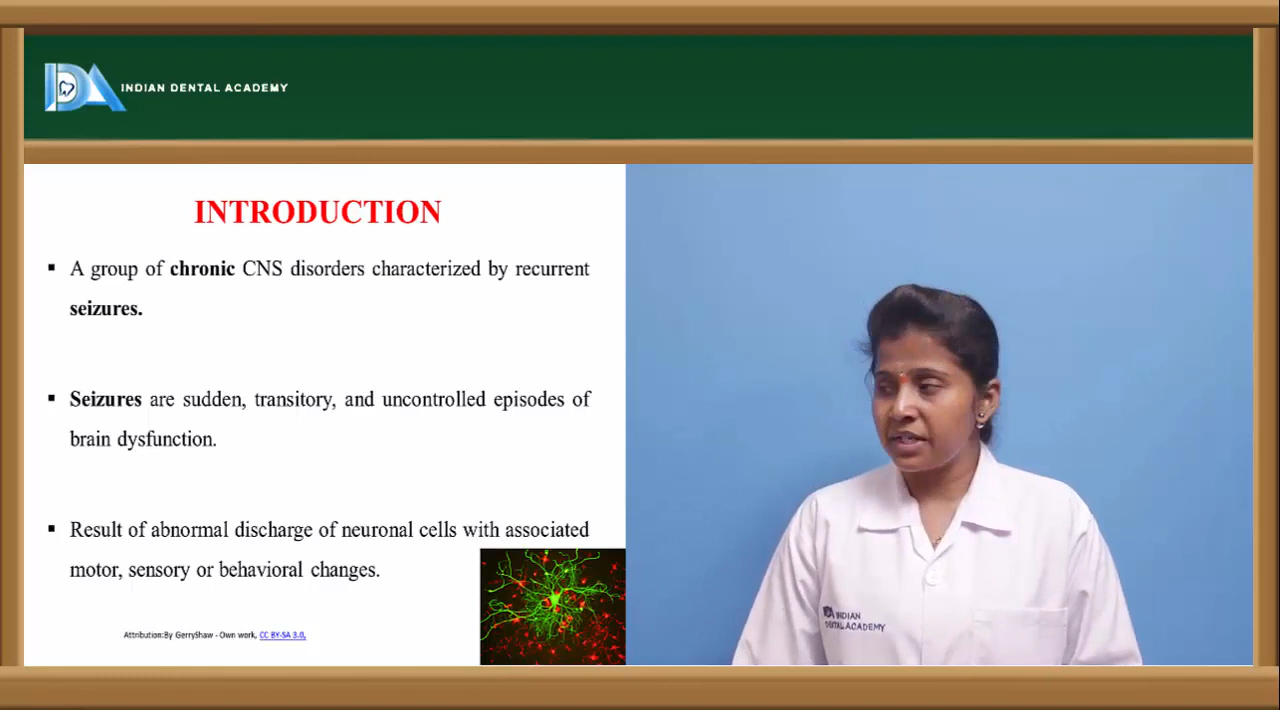 INDIAN DENTAL ACADEMY
INTRODUCTION
▪ A group of chronic CNS disorders characterized by recurrent
seizures.
▪ Seizures are sudden, transitory, and uncontrolled episodes of
brain dysfunction.
▪ Result of abnormal discharge of neuronal cells with associated
motor, sensory or behavioral changes.
Attribution:By GerryShaw - Own work, CC BY-SA 3.0,
INDIAN
DENTAL ACADEMY